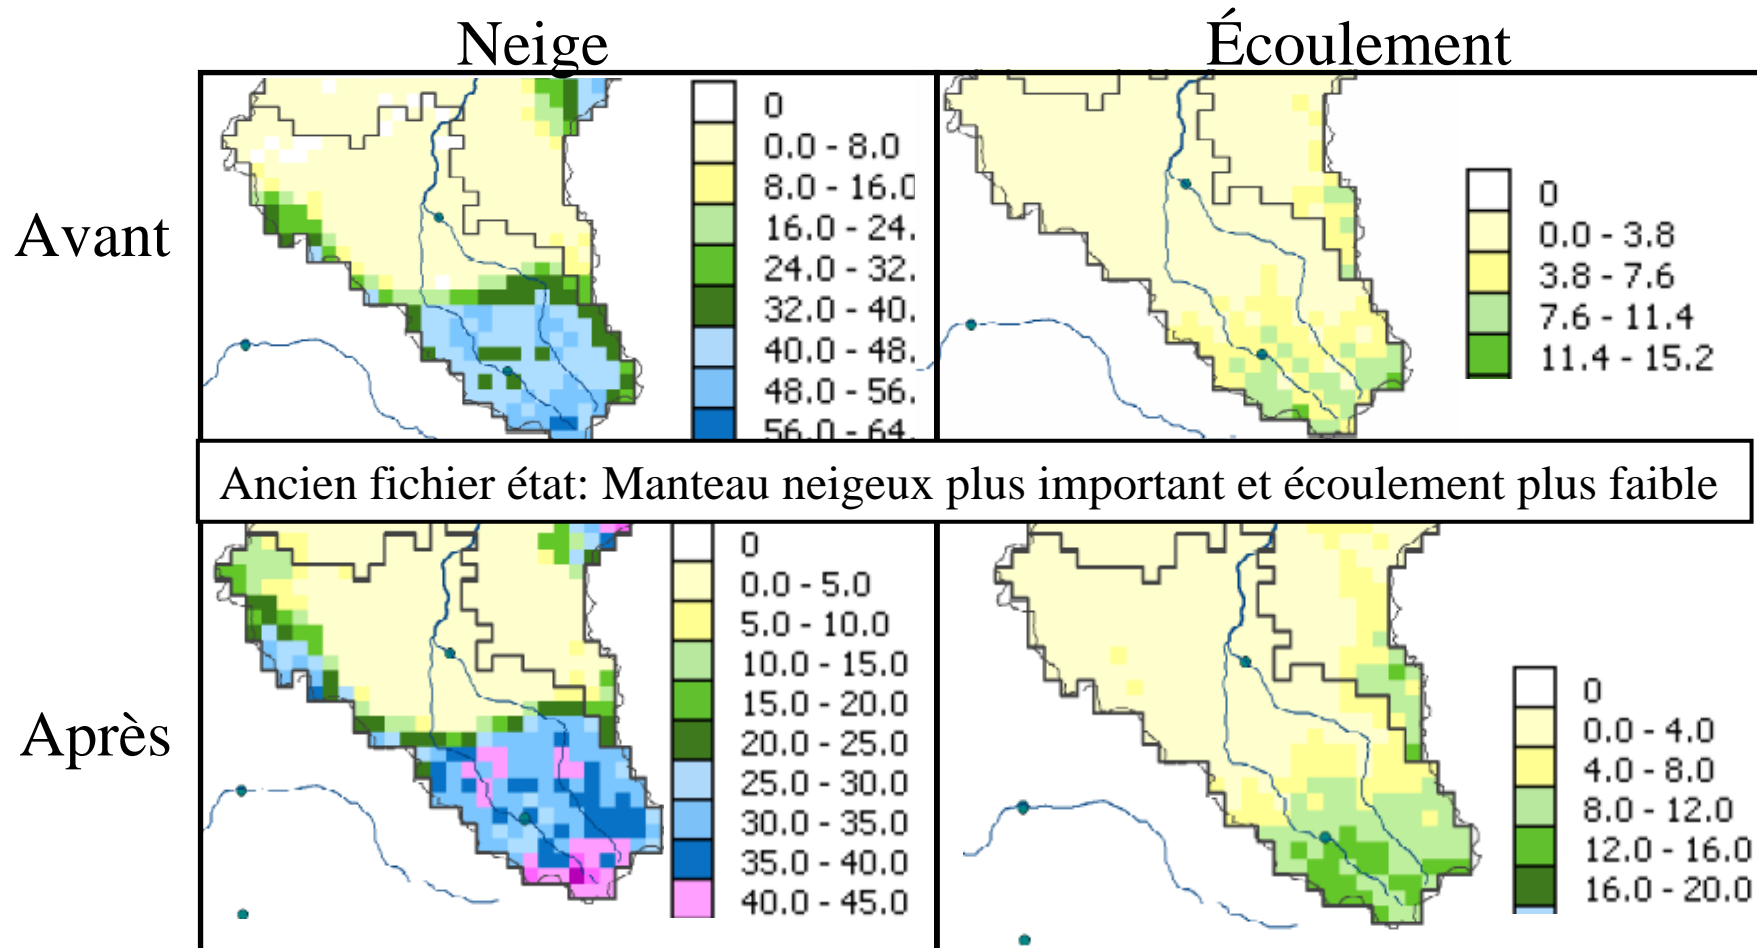 Neige
Écoulement
Avant
0
0.0 - 8.0
8.0 - 16.0
16.0 - 24.
24.0 - 32.
32.0 - 40.
40.0 - 48.
48.0 - 56.
56.0 - 64.
0
0.0 - 3.8
3.8 - 7.6
7.6 - 11.4
11.4 - 15.2
Ancien fichier état: Manteau neigeux plus important et écoulement plus faible
Après
0
0.0 - 5.0
5.0 - 10.0
10.0 - 15.0
15.0 - 20.0
20.0 - 25.0
25.0 - 30.0
30.0 - 35.0
35.0 - 40.0
40.0 - 45.0
0
0.0 - 4.0
4.0 - 8.0
8.0 - 12.0
12.0 - 16.0
16.0 - 20.0